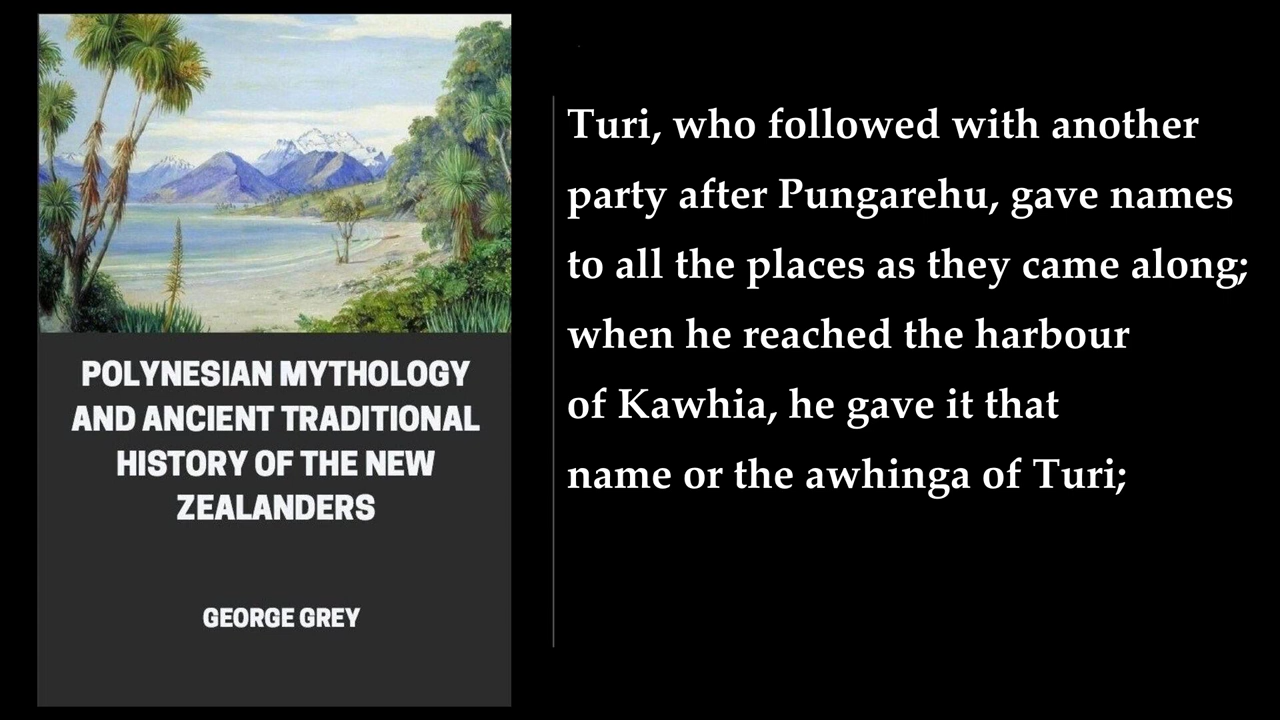 POLYNESIAN MYTHOLOGY
AND ANCIENT TRADITIONAL
HISTORY OF THE NEW
ZEALANDERS
GEORGE GREY
Turi, who followed with another
party after Pungarehu, gave names
to all the places as they came along;
when he reached the harbour
of Kawhia, he gave it that
name or the awhinga of Turi;